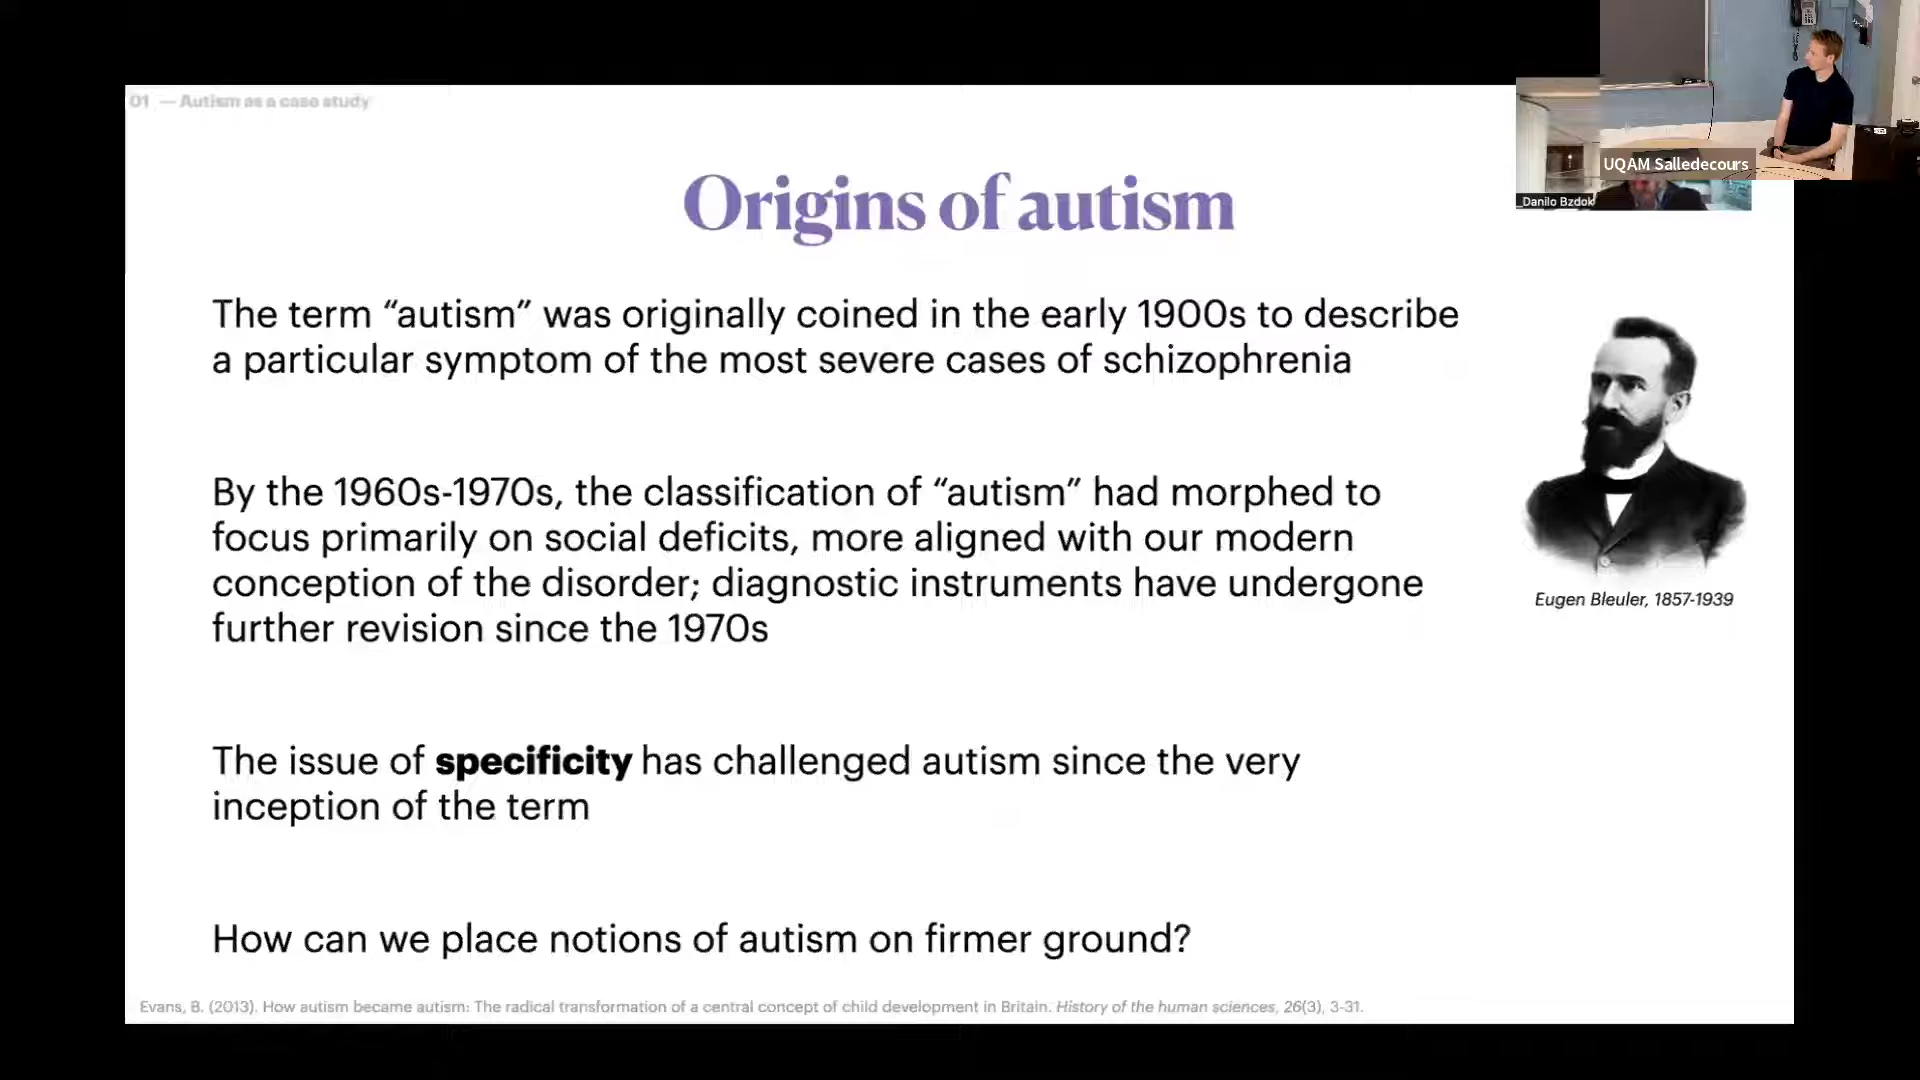 01 — Autism as a case study
UQAM Salledecours
_Danilo Bzdok
Origins of autism
The term “autism” was originally coined in the early 1900s to describe
a particular symptom of the most severe cases of schizophrenia
By the 1960s-1970s, the classification of “autism” had morphed to
focus primarily on social deficits, more aligned with our modern
conception of the disorder; diagnostic instruments have undergone
further revision since the 1970s
Eugen Bleuler, 1857-1939
The issue of specificity has challenged autism since the very
inception of the term
How can we place notions of autism on firmer ground?
Evans, B. (2013). How autism became autism: The radical transformation of a central concept of child development in Britain. History of the human sciences, 26(3), 3-31.